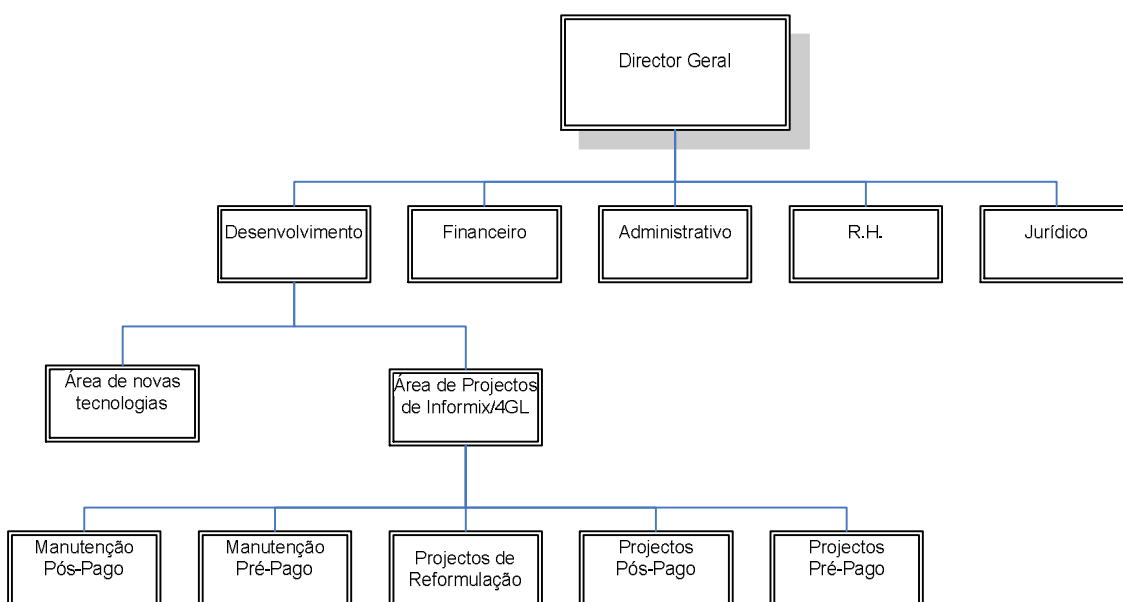 Director Geral
Desenvolvimento
Financeiro
Administrativo
R.H.
Jurídico
Área de novas
tecnologias
Área de Projectos
de Informix/4GL
Manutenção
Pós-Pago
Manutenção
Pré-Pago
Projectos de
Reformulação
Projectos
Pós-Pago
Projectos
Pré-Pago